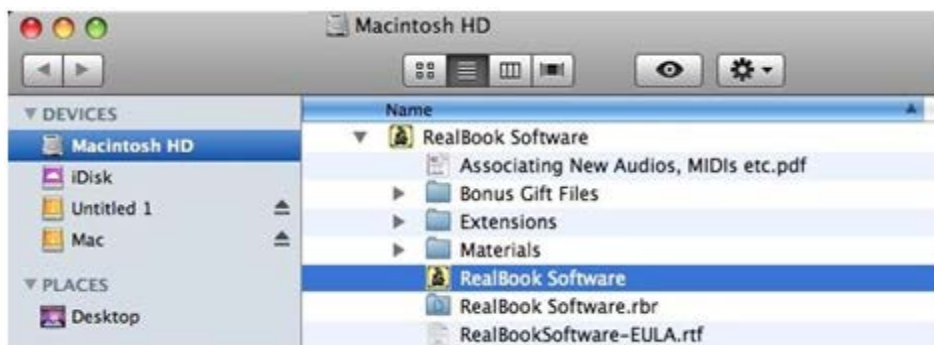 Macintosh HD
DEVICES
Macintosh HD
iDisk
Untitled 1
Mac
PLACES
Desktop
Name
RealBook Software
Associating New Audios, MIDIs etc.pdf
Bonus Gift Files
Extensions
Materials
RealBook Software
RealBook Software.rbr
RealBookSoftware-EULA.rtf